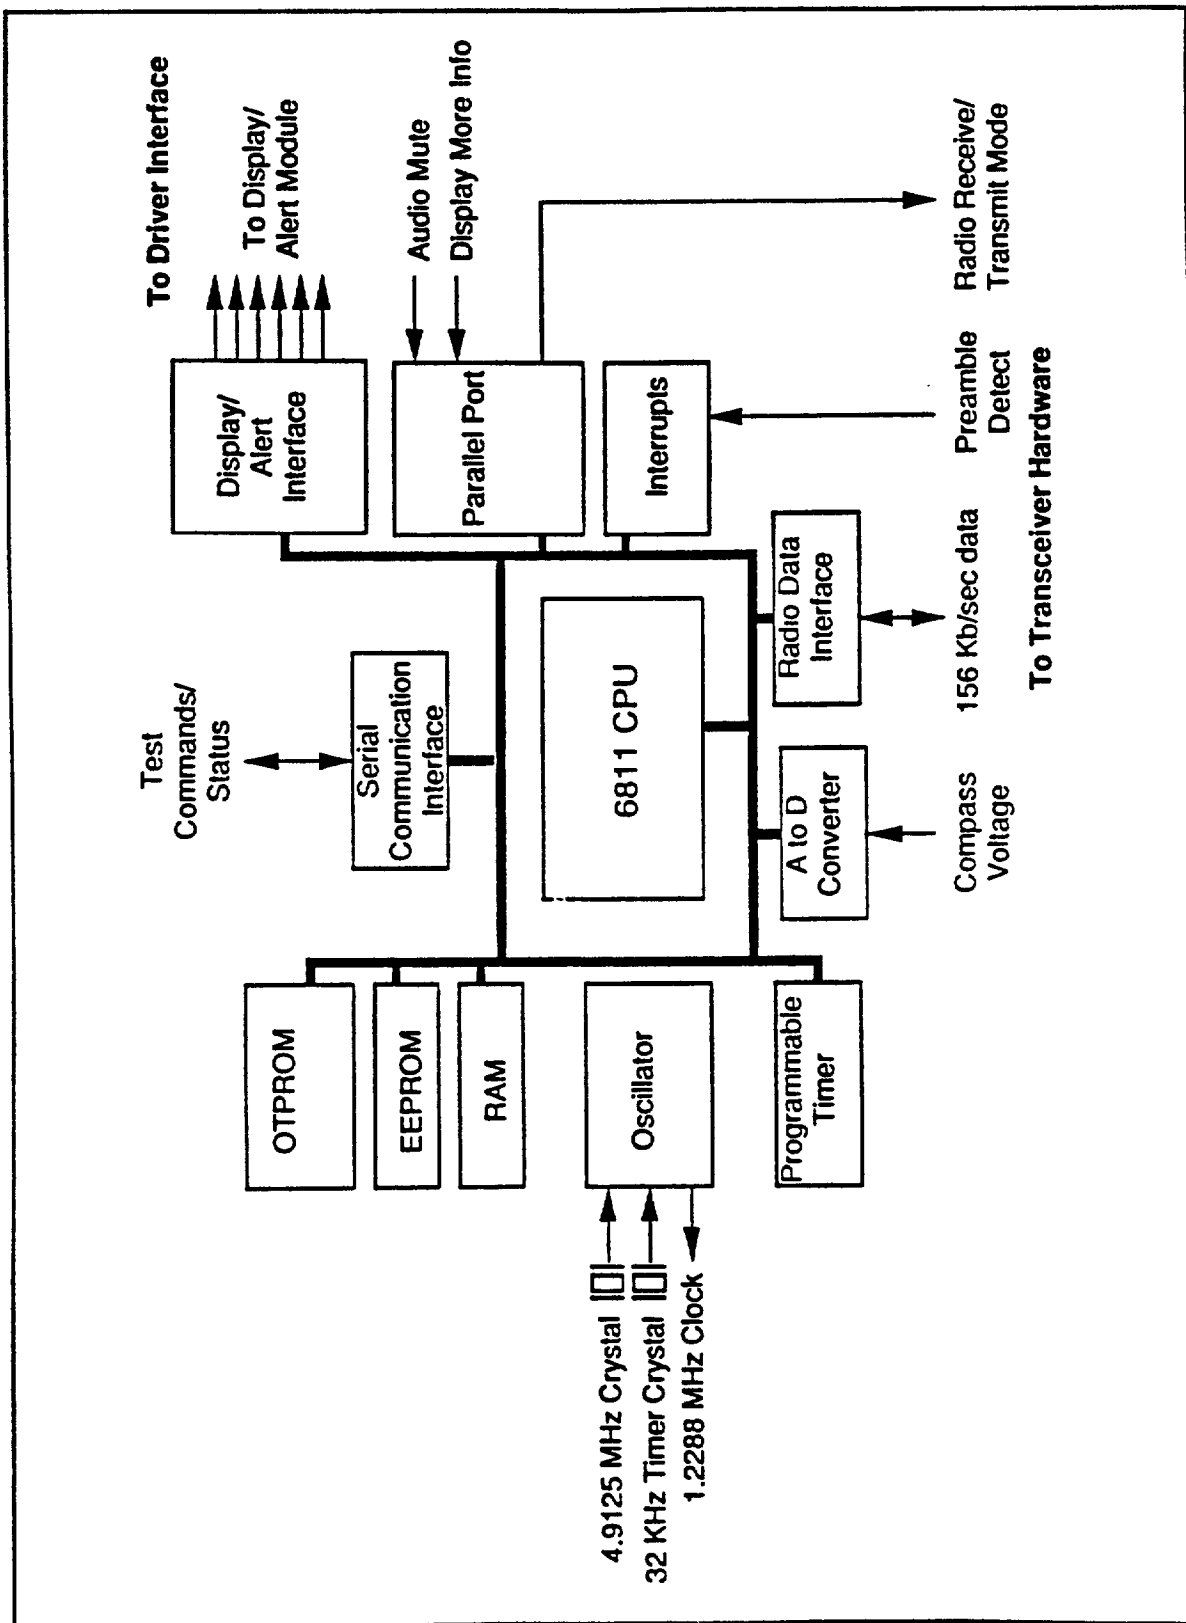 Test
Commands/
Status
To Driver Interface
To Display/
Alert Module
OTPROM
EEPROM
RAM
Serial
Communication
Interface
Display/
Alert
Interface
Audio Mute
Display More Info
Parallel Port
4.9125 MHz Crystal
32 KHz Timer Crystal
1.2288 MHz Clock
Oscillator
6811 CPU
Interrupts
Programmable
Timer
A to D
Converter
Radio Data
Interface
Compass
Voltage
156 Kb/sec data
Preamble
Detect
Radio Receive/
Transmit Mode
To Transceiver Hardware